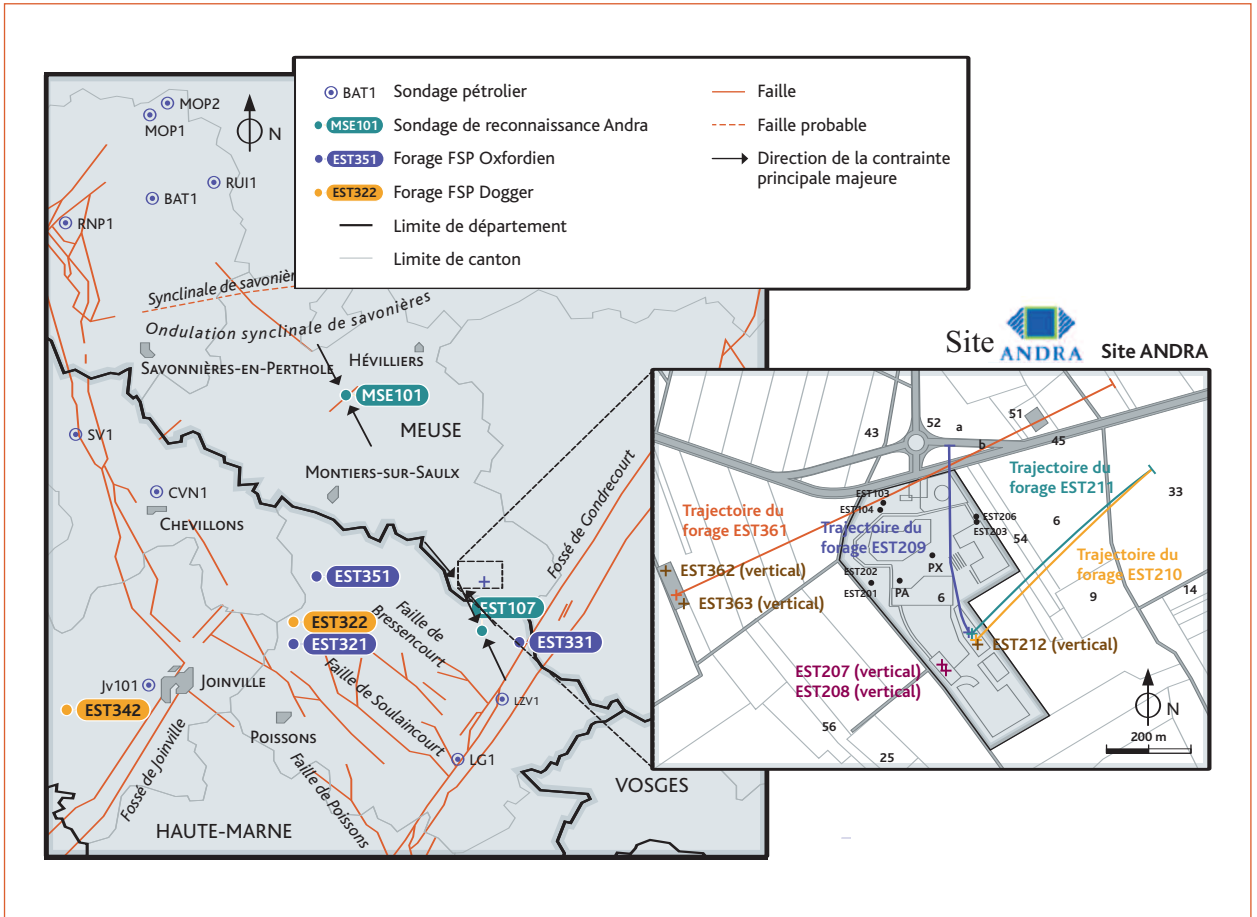 BAT1 Sondage pétrolier
MSE101 Sondage de reconnaissance Andra
EST351 Forage FSP Oxfordien
EST322 Forage FSP Dogger
Limite de département
Limite de canton
Faille
Faille probable
Direction de la contrainte
principale majeure
MOP2
MOP1
N
RUI1
BAT1
RNP1
Synclinale de savonière
Ondulation synclinale de savonières
SAVONNIÈRES-EN-PERTHOLE
HÉVILLIERS
MSE101
MEUSE
SV1
MONTIERS-SUR-SAULX
CVN1
CHEVILLONS
Fossé de Gondrecourt
EST351
EST107
EST322
EST321
Faille de
Bressencourt
EST331
Faille de Soulaincourt
Jv101
JOINVILLE
EST342
LZV1
POISSONS
LG1
Fossé de Joinville
Faille de Poissons
VOSGES
HAUTE-MARNE
Site ANDRA Site ANDRA
51
52 a
43
b 45
Trajectoire du
forage EST211
33
EST103
EST104
Trajectoire du
forage EST361
Trajectoire du
forage EST209
EST206
EST203
6
54
Trajectoire du
forage EST210
PX
EST362 (vertical)
EST202
EST201
PA
EST363 (vertical)
6
9
14
EST212 (vertical)
EST207 (vertical)
EST208 (vertical)
N
56
25
200 m